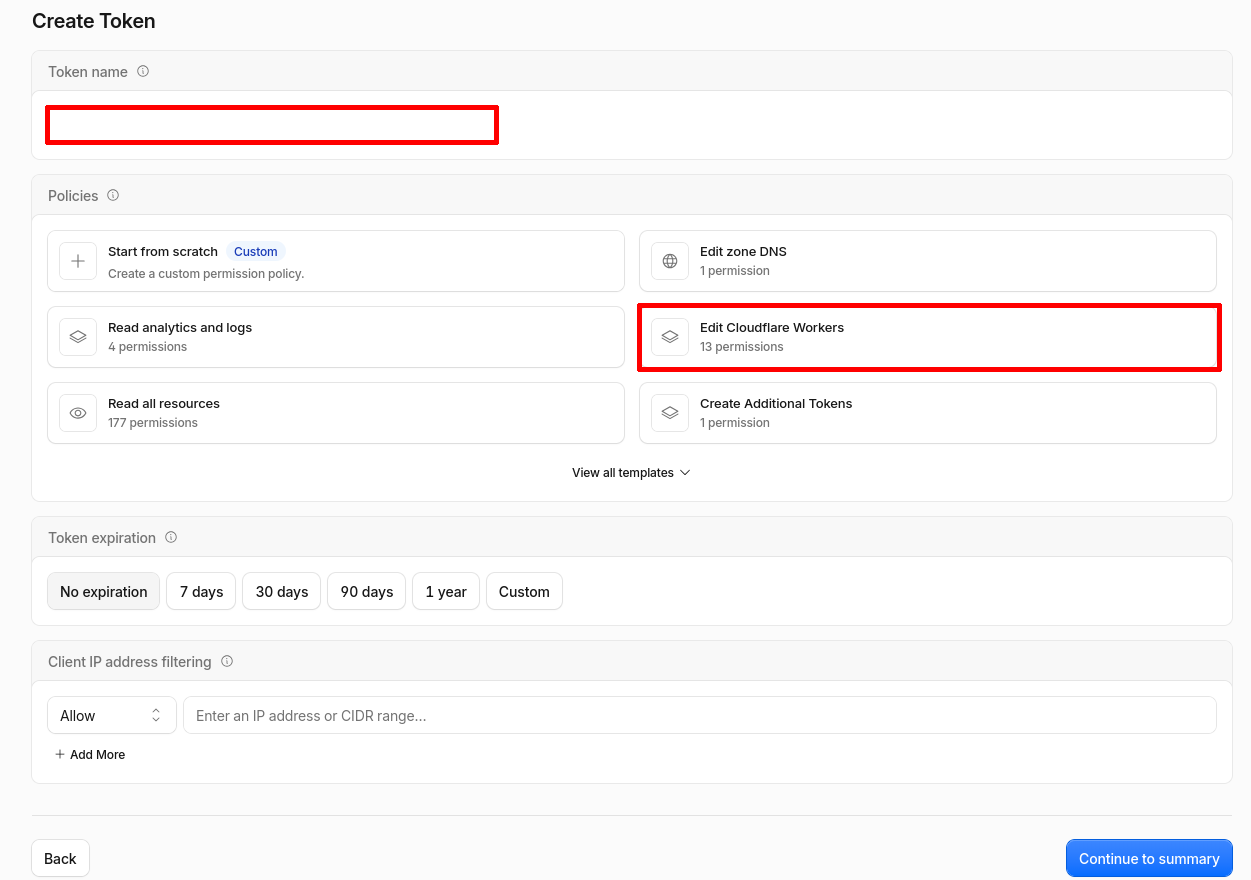 Create Token
Token name
Policies
Start from scratch Custom
Create a custom permission policy.
Edit zone DNS
1 permission
Read analytics and logs
4 permissions
Edit Cloudflare Workers
13 permissions
Read all resources
177 permissions
Create Additional Tokens
1 permission
View all templates
Token expiration
No expiration 7 days 30 days 90 days 1 year Custom
Client IP address filtering
Allow Enter an IP address or CIDR range...
+ Add More
Back Continue to summary